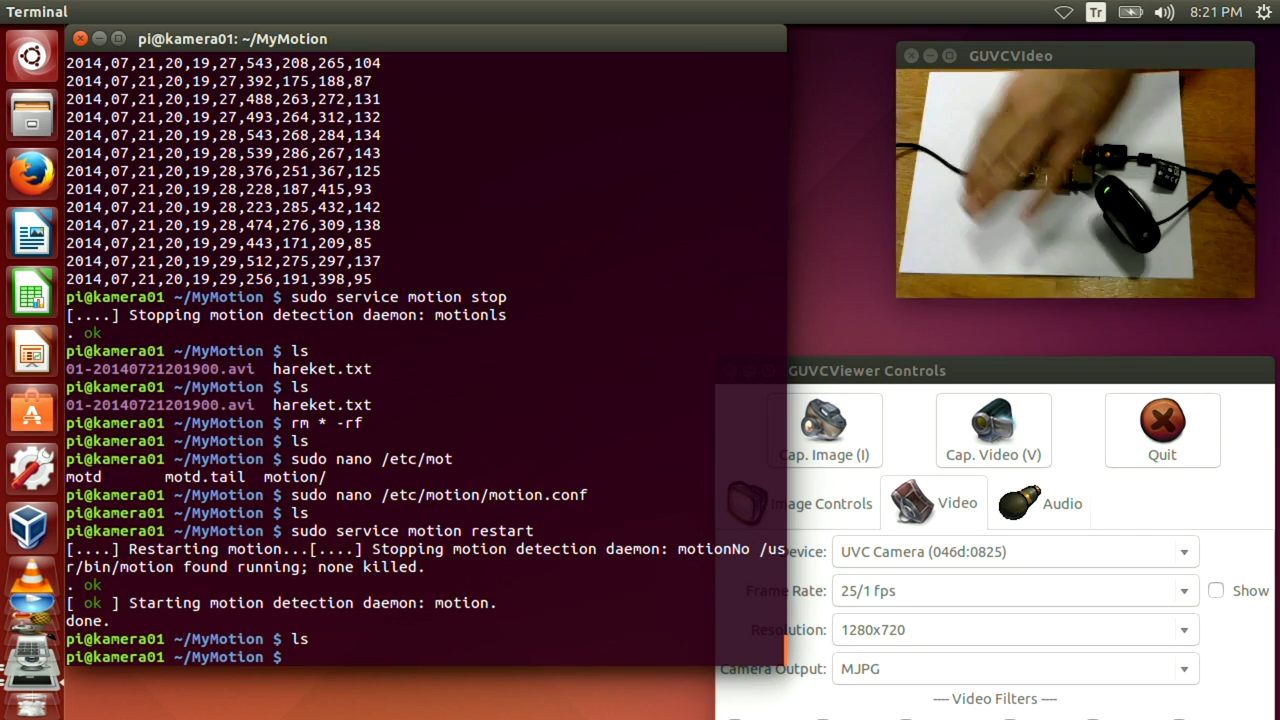 Terminal
Tr
8:21 PM
pi@kamera01: ~/MyMotion
2014,07,21,20,19,27,543,208,265,104
2014,07,21,20,19,27,392,175,188,87
2014,07,21,20,19,27,488,263,272,131
2014,07,21,20,19,27,493,264,312,132
2014,07,21,20,19,28,543,268,284,134
2014,07,21,20,19,28,539,286,267,143
2014,07,21,20,19,28,376,251,367,125
2014,07,21,20,19,28,228,187,415,93
2014,07,21,20,19,28,223,285,432,142
2014,07,21,20,19,28,474,276,309,138
2014,07,21,20,19,29,443,171,209,85
2014,07,21,20,19,29,512,275,297,137
2014,07,21,20,19,29,256,191,398,95
pi@kamera01 ~/MyMotion $ sudo service motion stop
[....] Stopping motion detection daemon: motionls
. ok
pi@kamera01 ~/MyMotion $ ls
01-20140721201900.avi  hareket.txt
pi@kamera01 ~/MyMotion $ ls
01-20140721201900.avi  hareket.txt
pi@kamera01 ~/MyMotion $ rm * -rf
pi@kamera01 ~/MyMotion $ ls
pi@kamera01 ~/MyMotion $ sudo nano /etc/mot
motd       motd.tail  motion/
pi@kamera01 ~/MyMotion $ sudo nano /etc/motion/motion.conf
pi@kamera01 ~/MyMotion $ ls
pi@kamera01 ~/MyMotion $ sudo service motion restart
[....] Restarting motion...[....] Stopping motion detection daemon: motionNo /us
r/bin/motion found running; none killed.
. ok
[ ok ] Starting motion detection daemon: motion.
done.
pi@kamera01 ~/MyMotion $ ls
pi@kamera01 ~/MyMotion $
GUVCVIdeo
GUVCViewer Controls
Cap. Image (I)
Cap. Video (V)
Quit
Image Controls
Video
Audio
Device:
UVC Camera (046d:0825)
Frame Rate:
25/1 fps
Show
Resolution:
1280x720
Camera Output:
MJPG
---- Video Filters ----